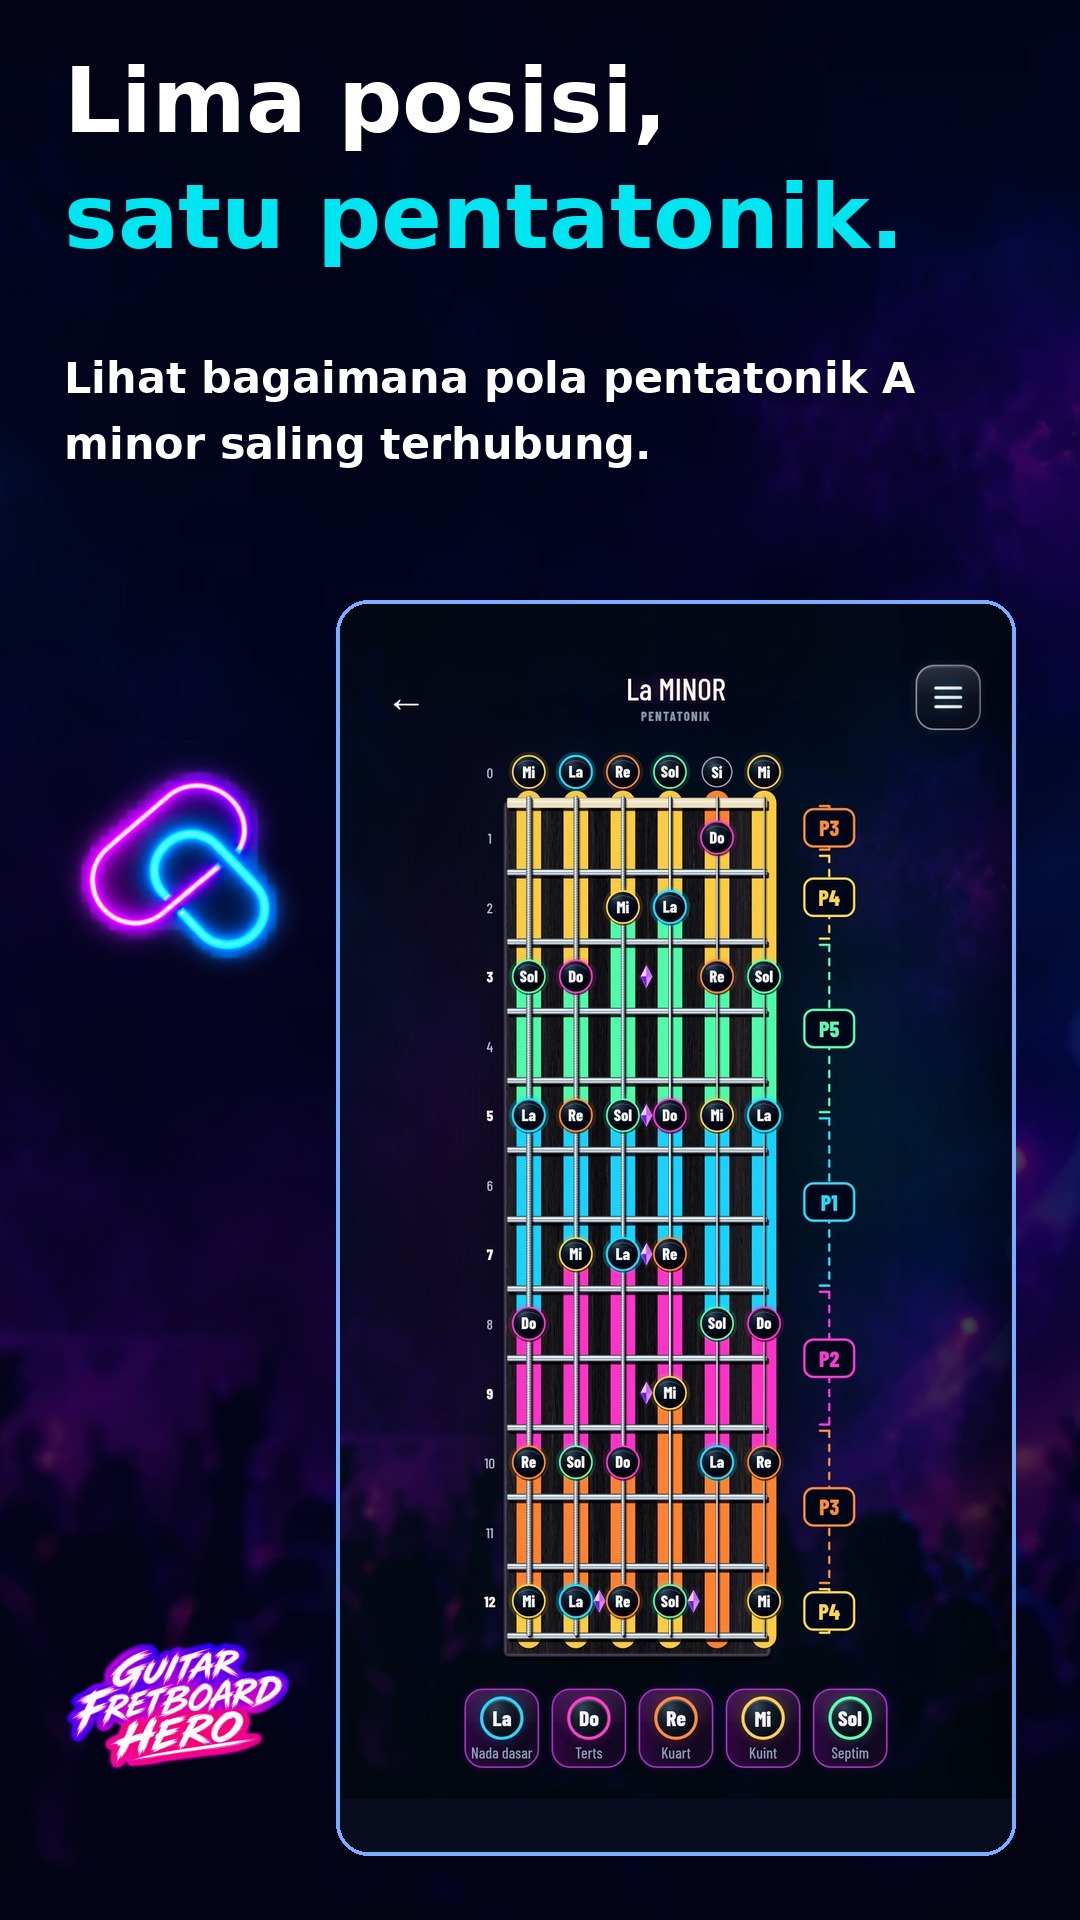 Lima posisi,
satu pentatonik.
Lihat bagaimana pola pentatonik A
minor saling terhubung.
←
La MINOR
PENTATONIK
0 Mi La Re Sol Si Mi
1 Do
P3
2 Mi La
P4
3 Sol Do Re Sol
4
P5
5 La Re Sol Do Mi La
6
P1
7 Mi La Re
8 Do Sol Do
P2
9 Mi
10 Re Sol Do La Re
P3
11
12 Mi La Re Sol Mi
P4
La Do Re Mi Sol
Nada dasar Terts Kuart Kuint Septim
GUITAR
FRETBOARD
HERO